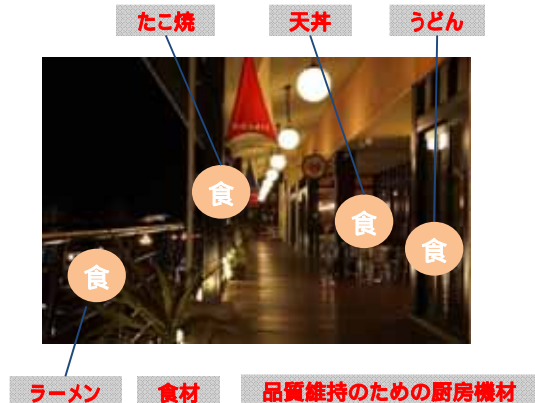 たこ焼
天丼
うどん
食
食
食
食
ラーメン
食材
品質維持のための厨房機材